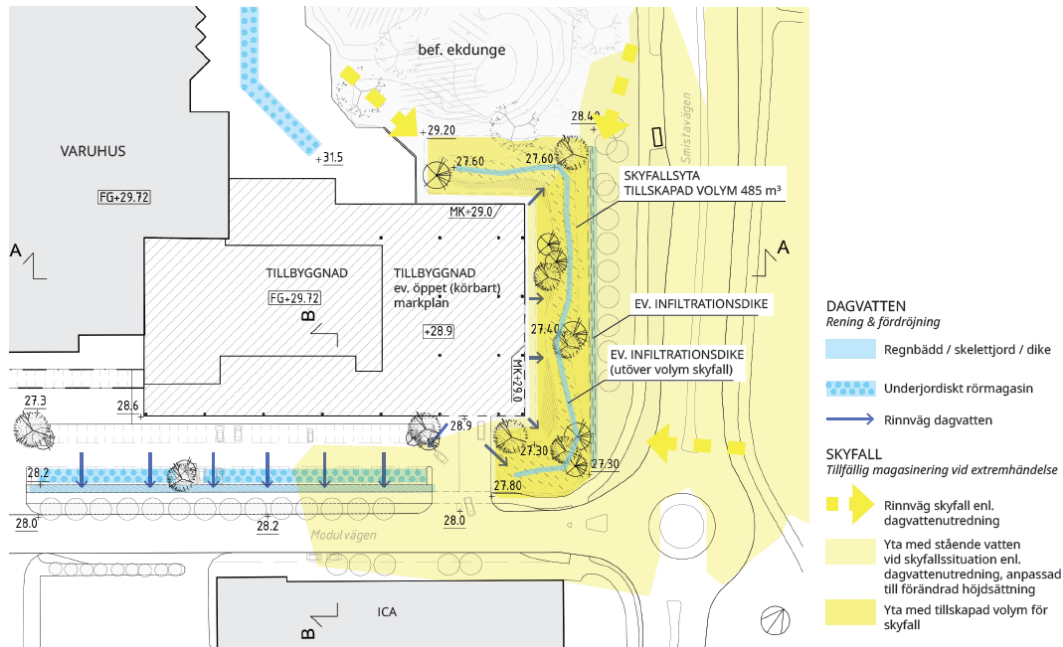 bef. ekdunge
Smistavägen
28.40
29.20
27.60
27.60
31.5
VARUHUS
FG+29.72
SKYFALLSYTA
TILLSKAPAD VOLYM 485 m³
MK+29.0
A
A
TILLBYGGNAD
FG+29.72
TILLBYGGNAD
ev. öppet (körbart)
markplan
+28.9
B
EV. INFILTRATIONSDIKE
27.40
EV. INFILTRATIONSDIKE
(utöver volym skyfall)
MK+29.0
27.3
28.6
28.9
27.30
27.30
28.2
27.80
28.0
28.2
28.0
Modulvägen
ICA
B
A
DAGVATTEN
Rening & fördröjning
Regnbädd / skelettjord / dike
Underjordiskt rörmagasin
Rinnväg dagvatten
SKYFALL
Tillfällig magasinering vid extremhändelse
Rinnväg skyfall enl.
dagvattenutredning
Yta med stående vatten
vid skyfallssituation enl.
dagvattenutredning, anpassad
till förändrad höjdsättning
Yta med tillskapad volym för
skyfall